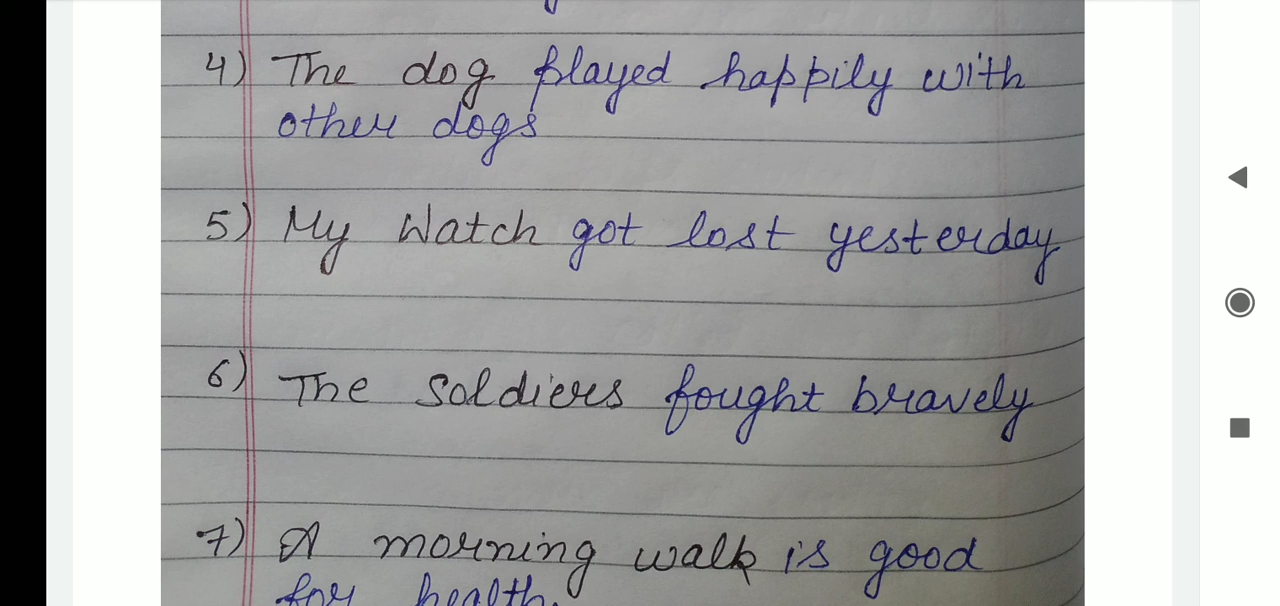 4) The dog played happily with
other dogs
5) My Watch got lost yesterday
6) The Soldiers fought bravely
7) A morning walk is good
for health.